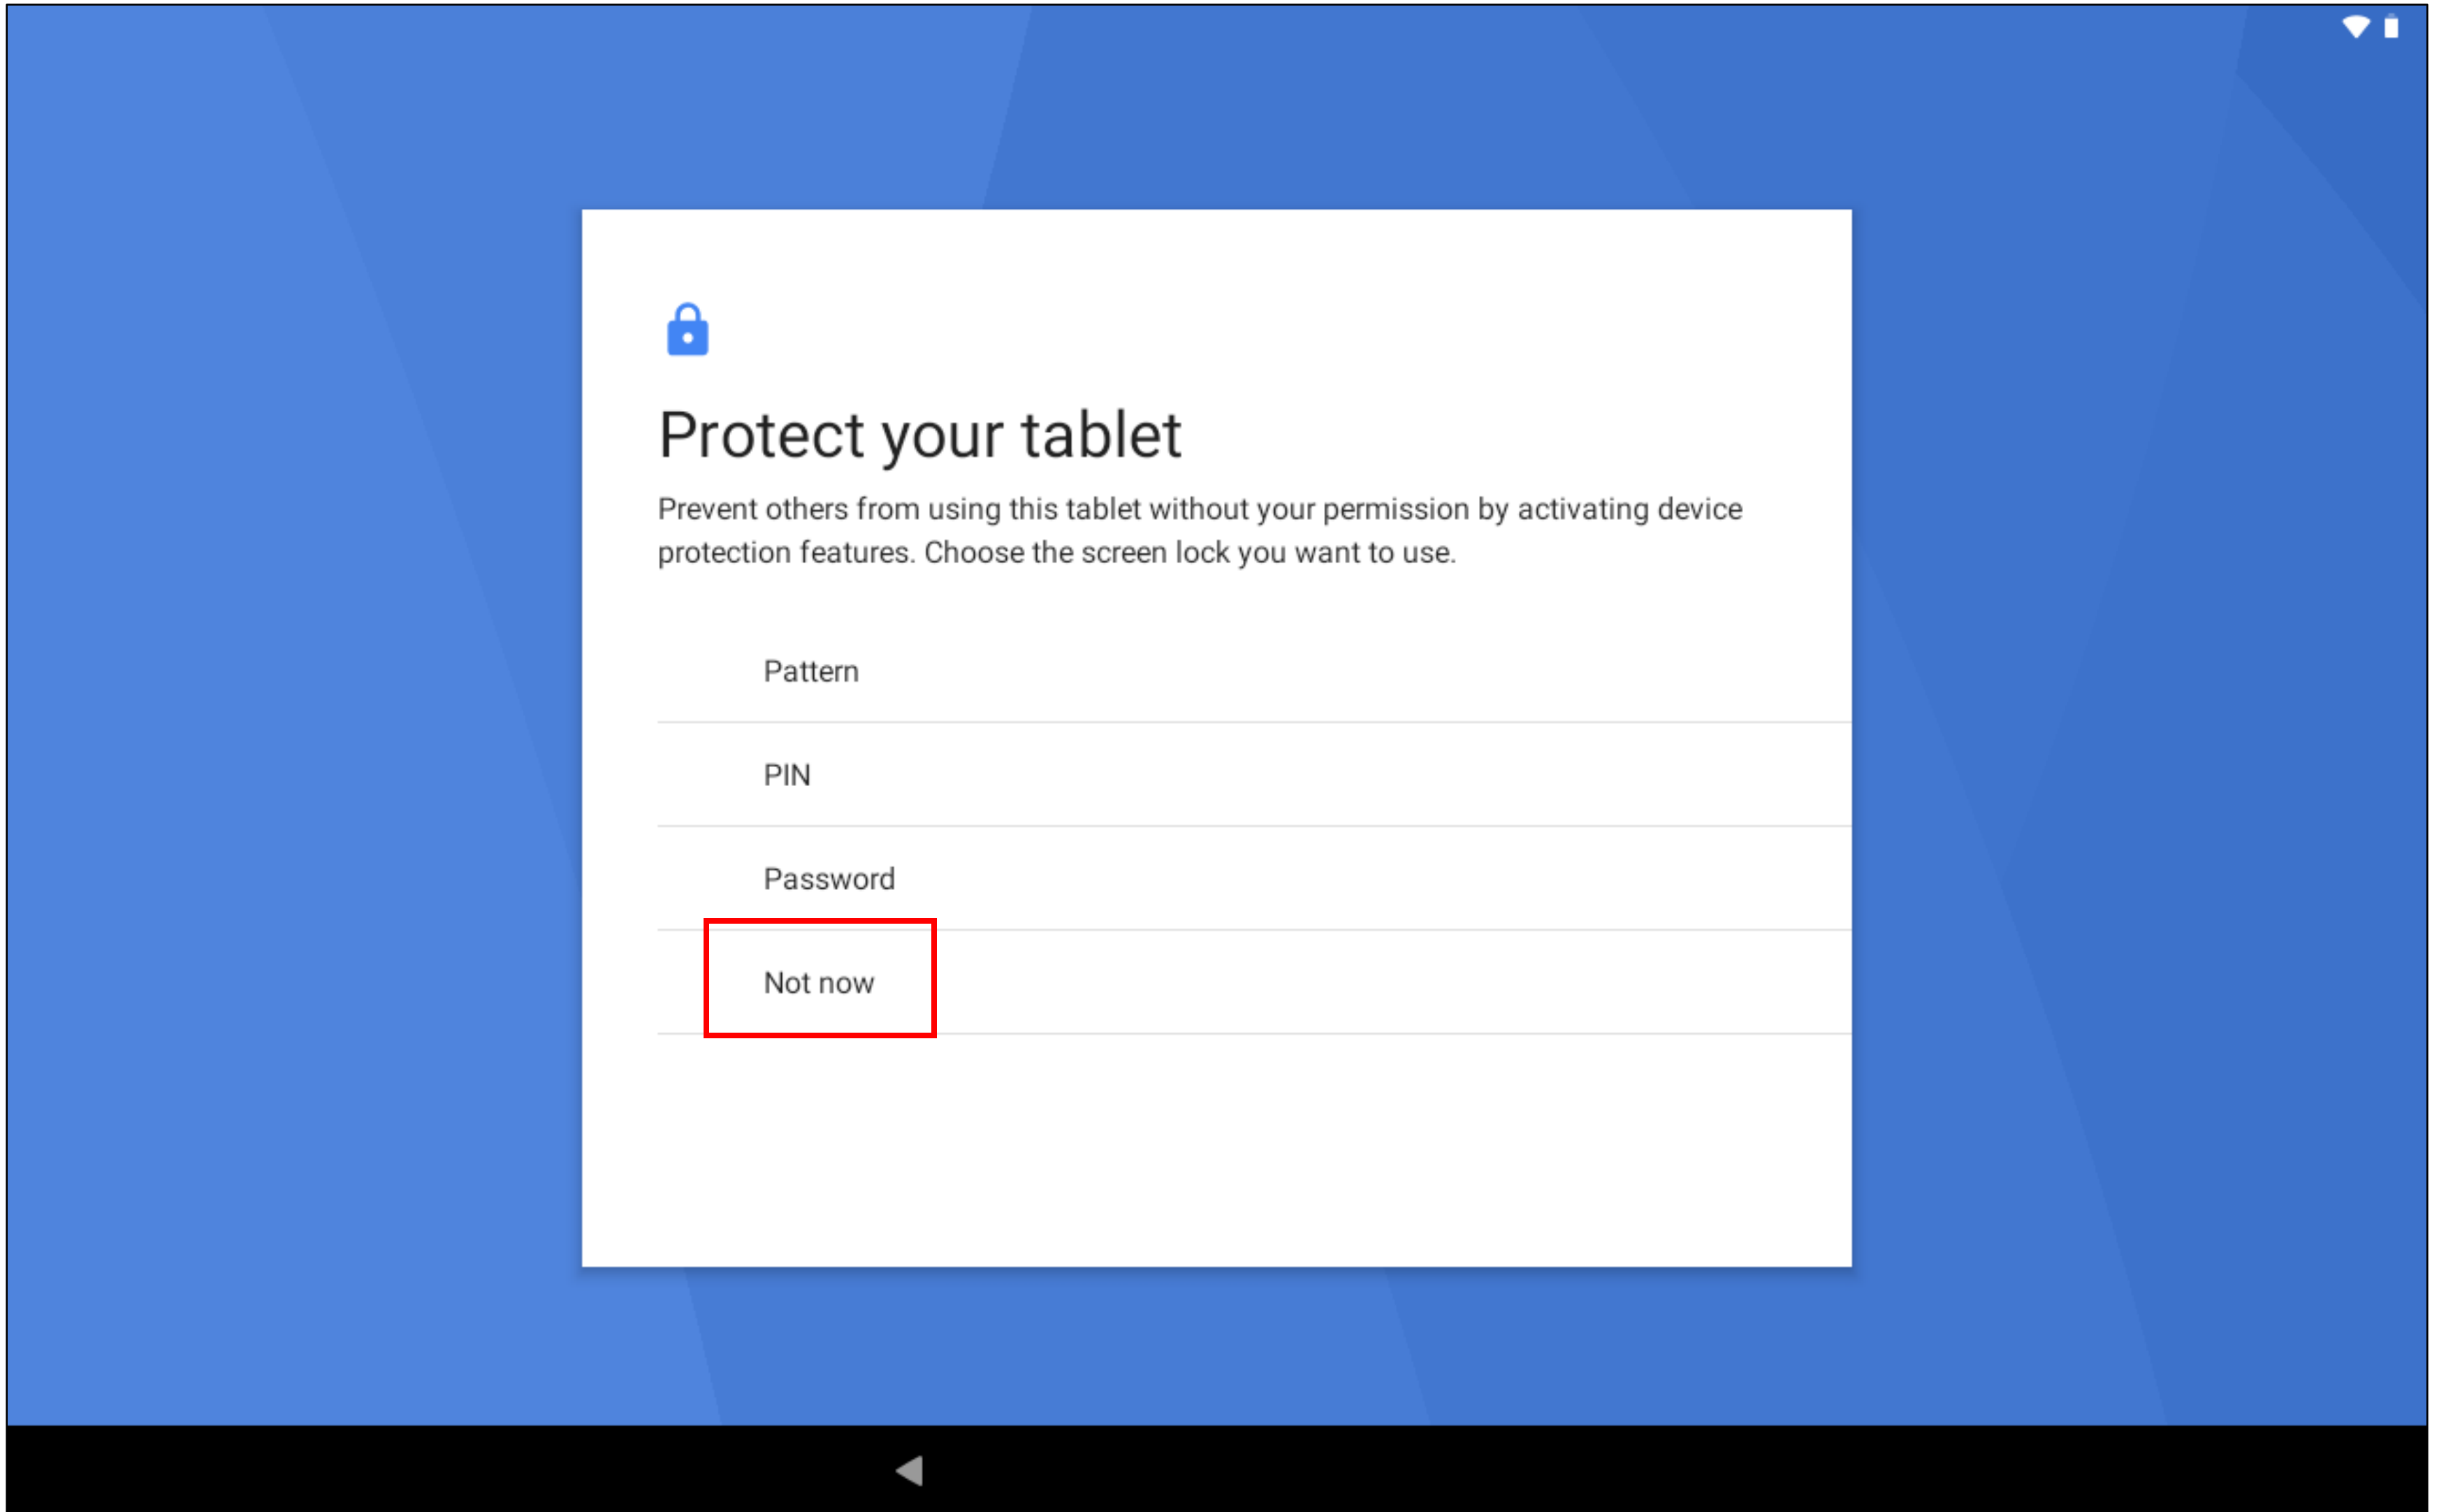 Protect your tablet
Prevent others from using this tablet without your permission by activating device
protection features. Choose the screen lock you want to use.
Pattern
PIN
Password
Not now